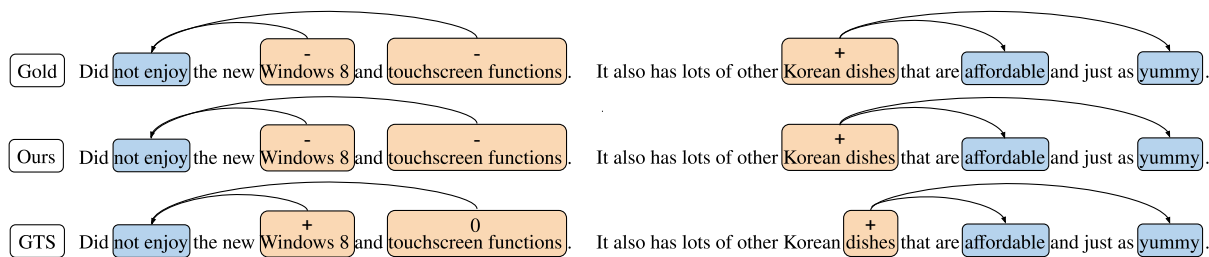 - -
Gold Did not enjoy the new Windows 8 and touchscreen functions.
+
It also has lots of other Korean dishes that are affordable and just as yummy.
- -
Ours Did not enjoy the new Windows 8 and touchscreen functions.
+
It also has lots of other Korean dishes that are affordable and just as yummy.
+ 0
GTS Did not enjoy the new Windows 8 and touchscreen functions.
+
It also has lots of other Korean dishes that are affordable and just as yummy.